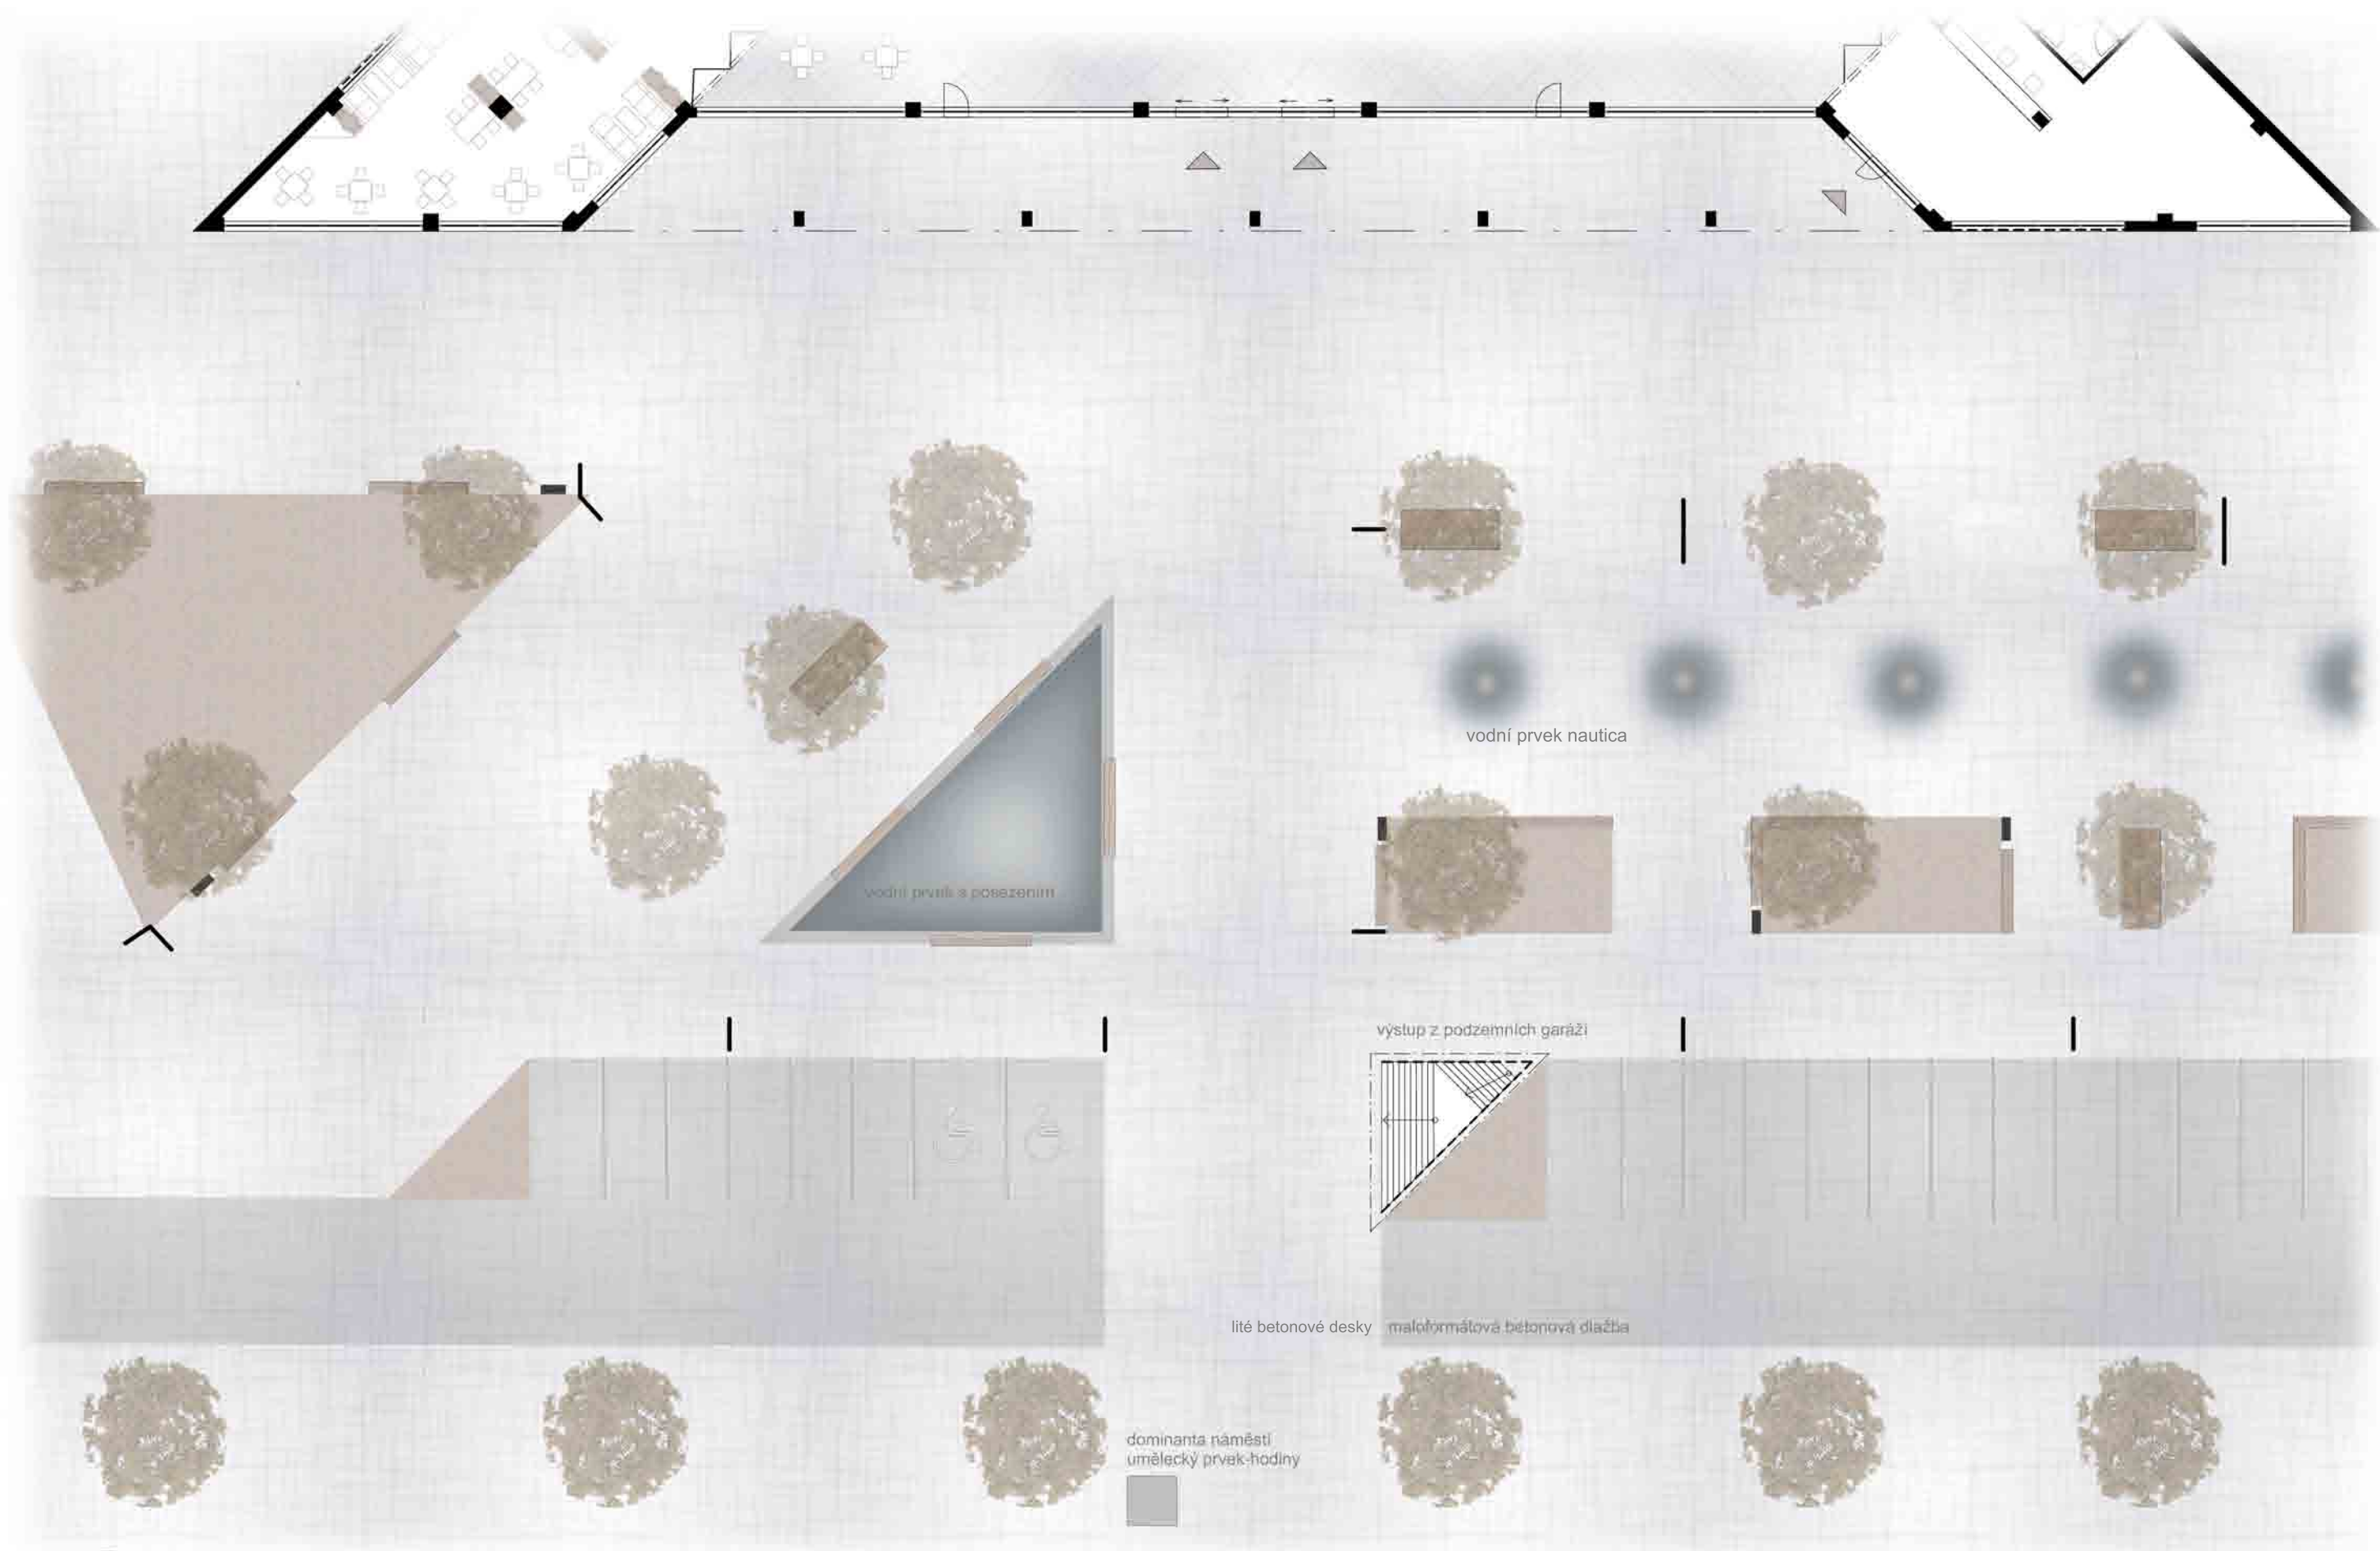 vodní prvek nautica
vodní prvek s posezením
výstup z podzemních garáží
lité betonové desky
maloformátová betonová dlažba
dominanta náměstí
umělecký prvek-hodiny